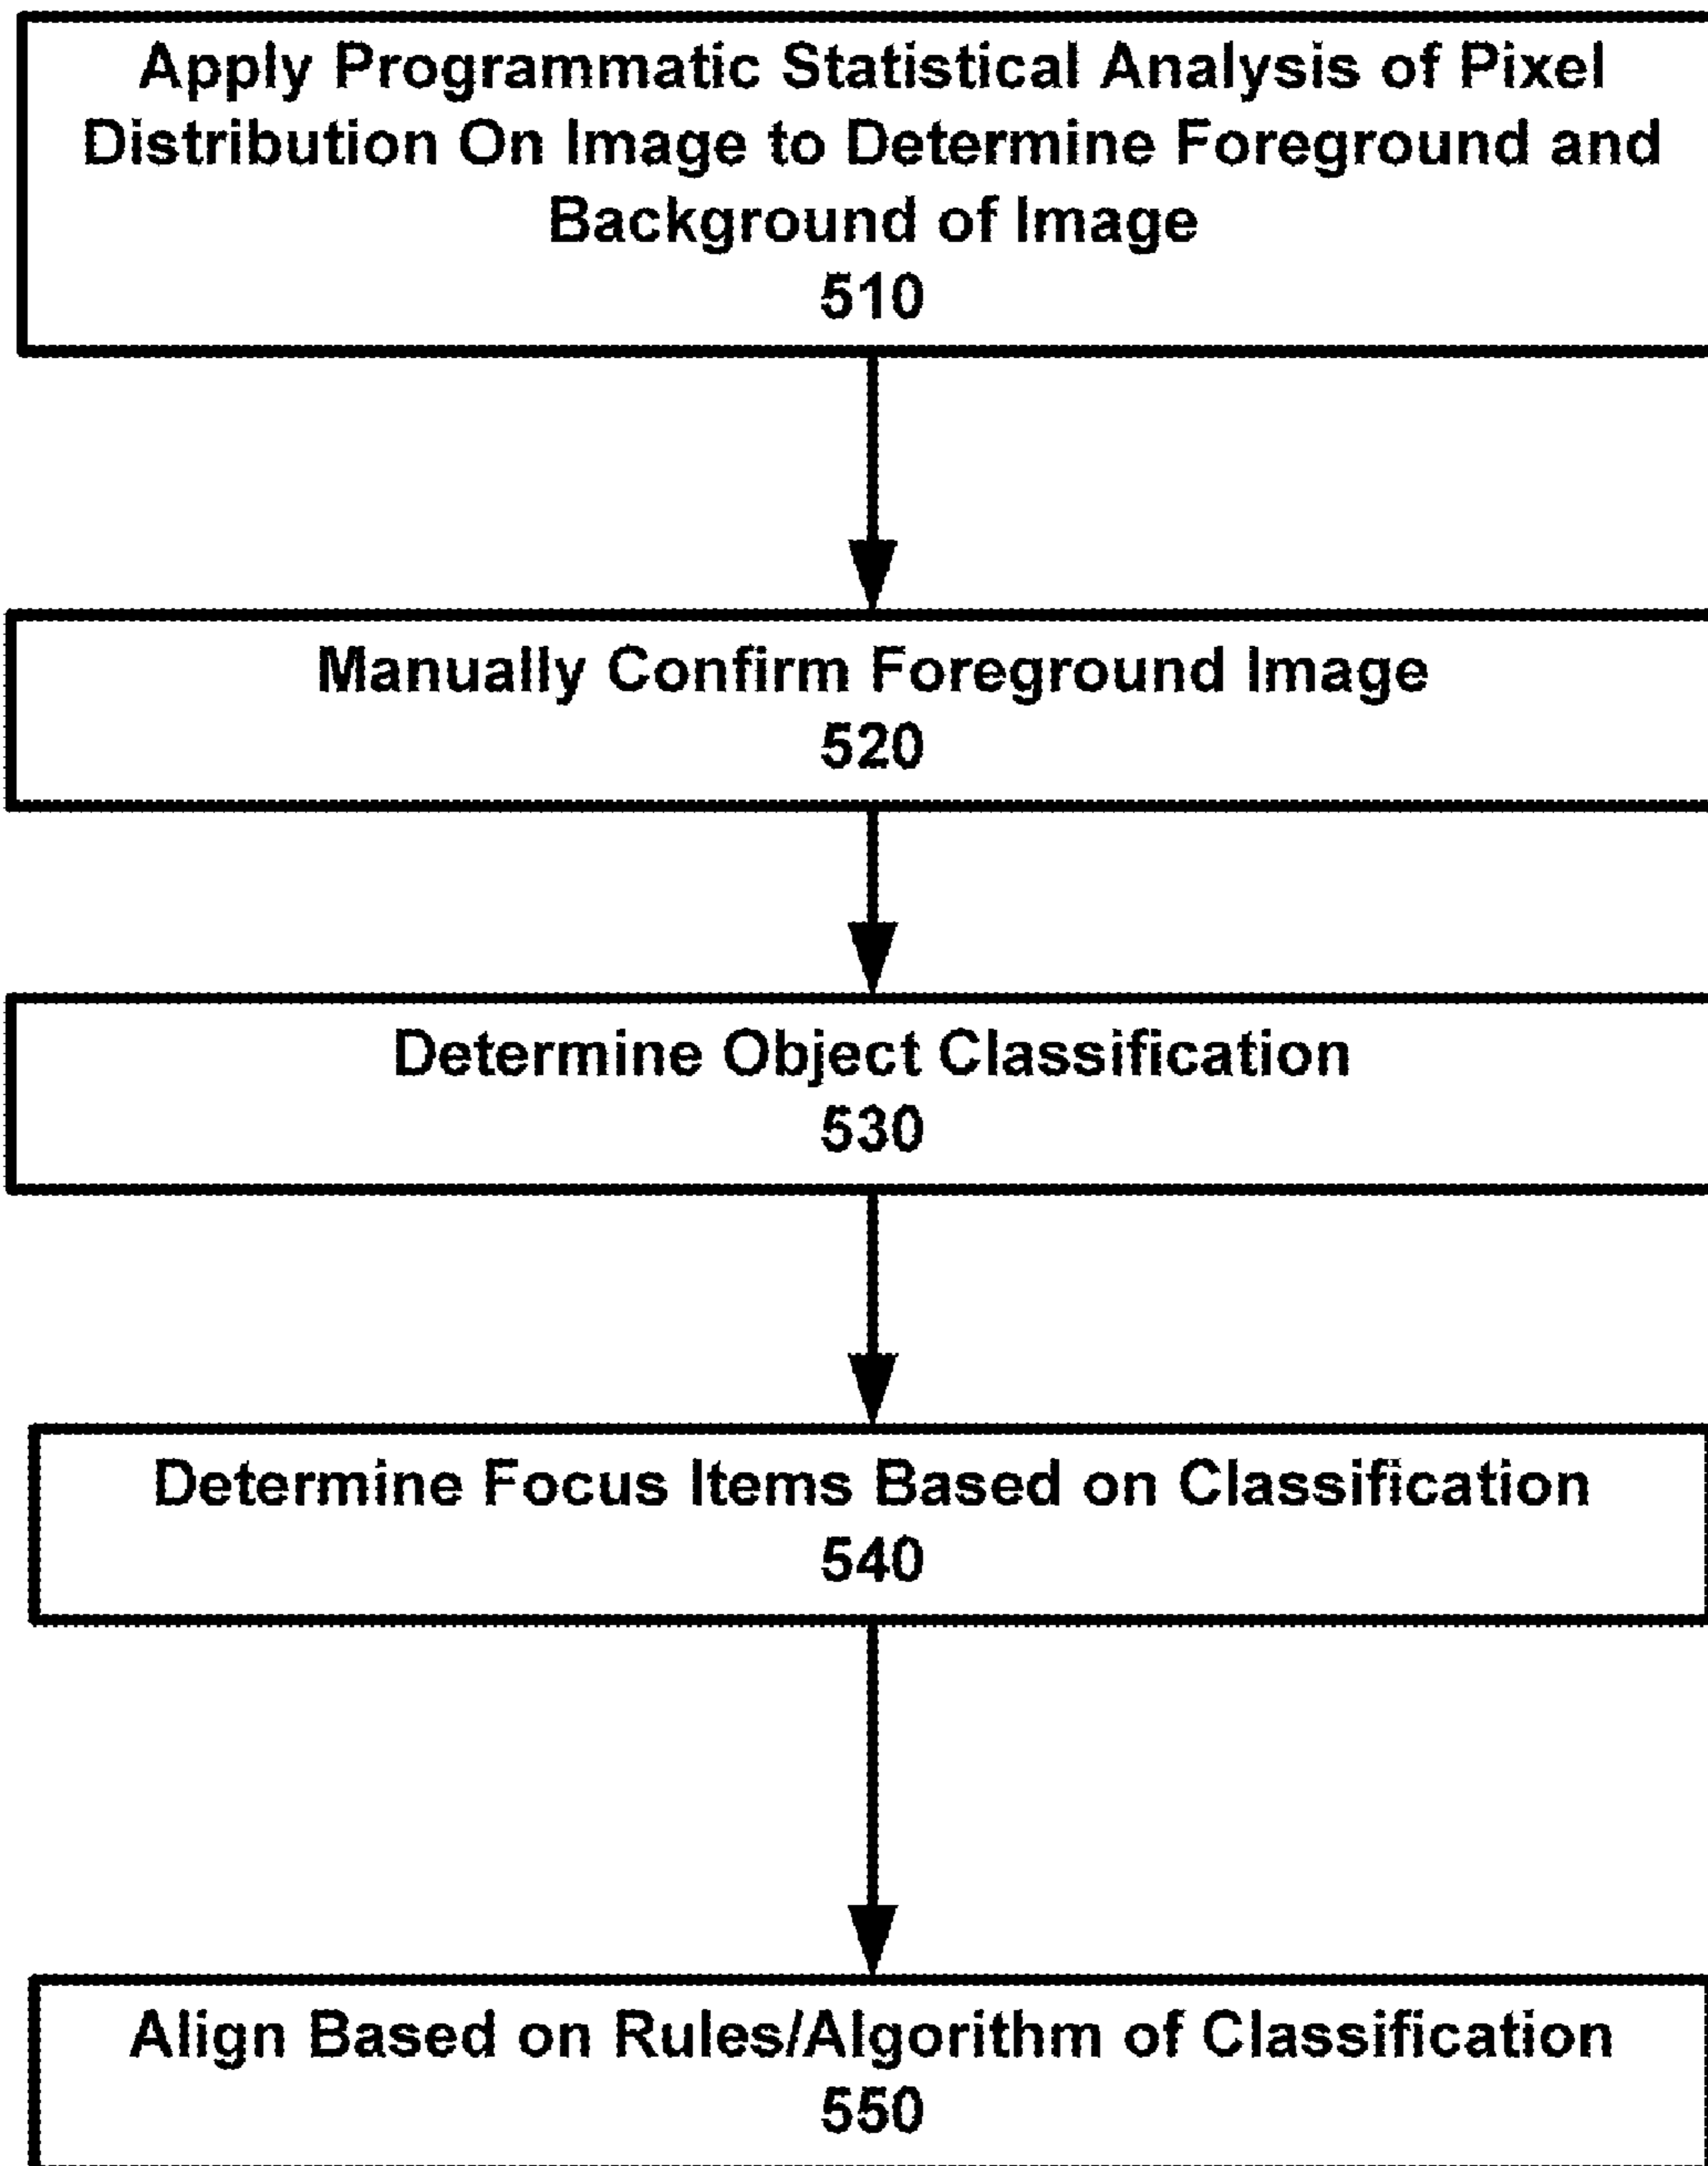 Apply Programmatic Statistical Analysis of Pixel
Distribution On Image to Determine Foreground and
Background of Image
510
Manually Confirm Foreground Image
520
Determine Object Classification
530
Determine Focus Items Based on Classification
540
Align Based on Rules/Algorithm of Classification
550